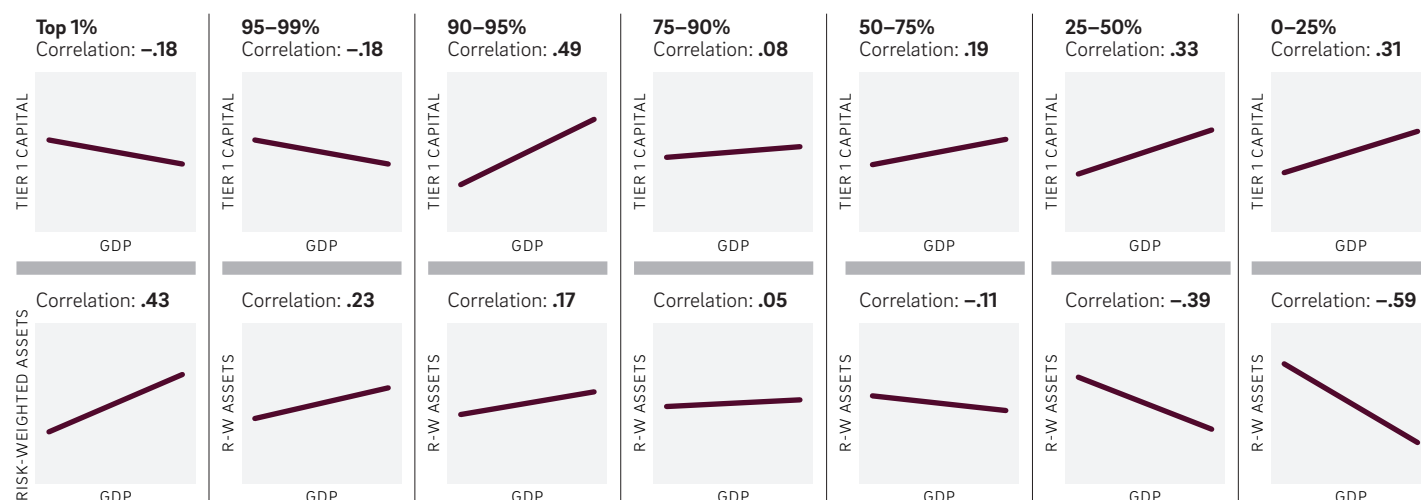 Top 1%
Correlation: –.18
TIER 1 CAPITAL
GDP
95–99%
Correlation: –.18
TIER 1 CAPITAL
GDP
90–95%
Correlation: .49
TIER 1 CAPITAL
GDP
75–90%
Correlation: .08
TIER 1 CAPITAL
GDP
50–75%
Correlation: .19
TIER 1 CAPITAL
GDP
25–50%
Correlation: .33
TIER 1 CAPITAL
GDP
0–25%
Correlation: .31
TIER 1 CAPITAL
GDP
Correlation: .43
RISK-WEIGHTED ASSETS
GDP
Correlation: .23
R-W ASSETS
GDP
Correlation: .17
R-W ASSETS
GDP
Correlation: .05
R-W ASSETS
GDP
Correlation: –.11
R-W ASSETS
GDP
Correlation: –.39
R-W ASSETS
GDP
Correlation: –.59
R-W ASSETS
GDP